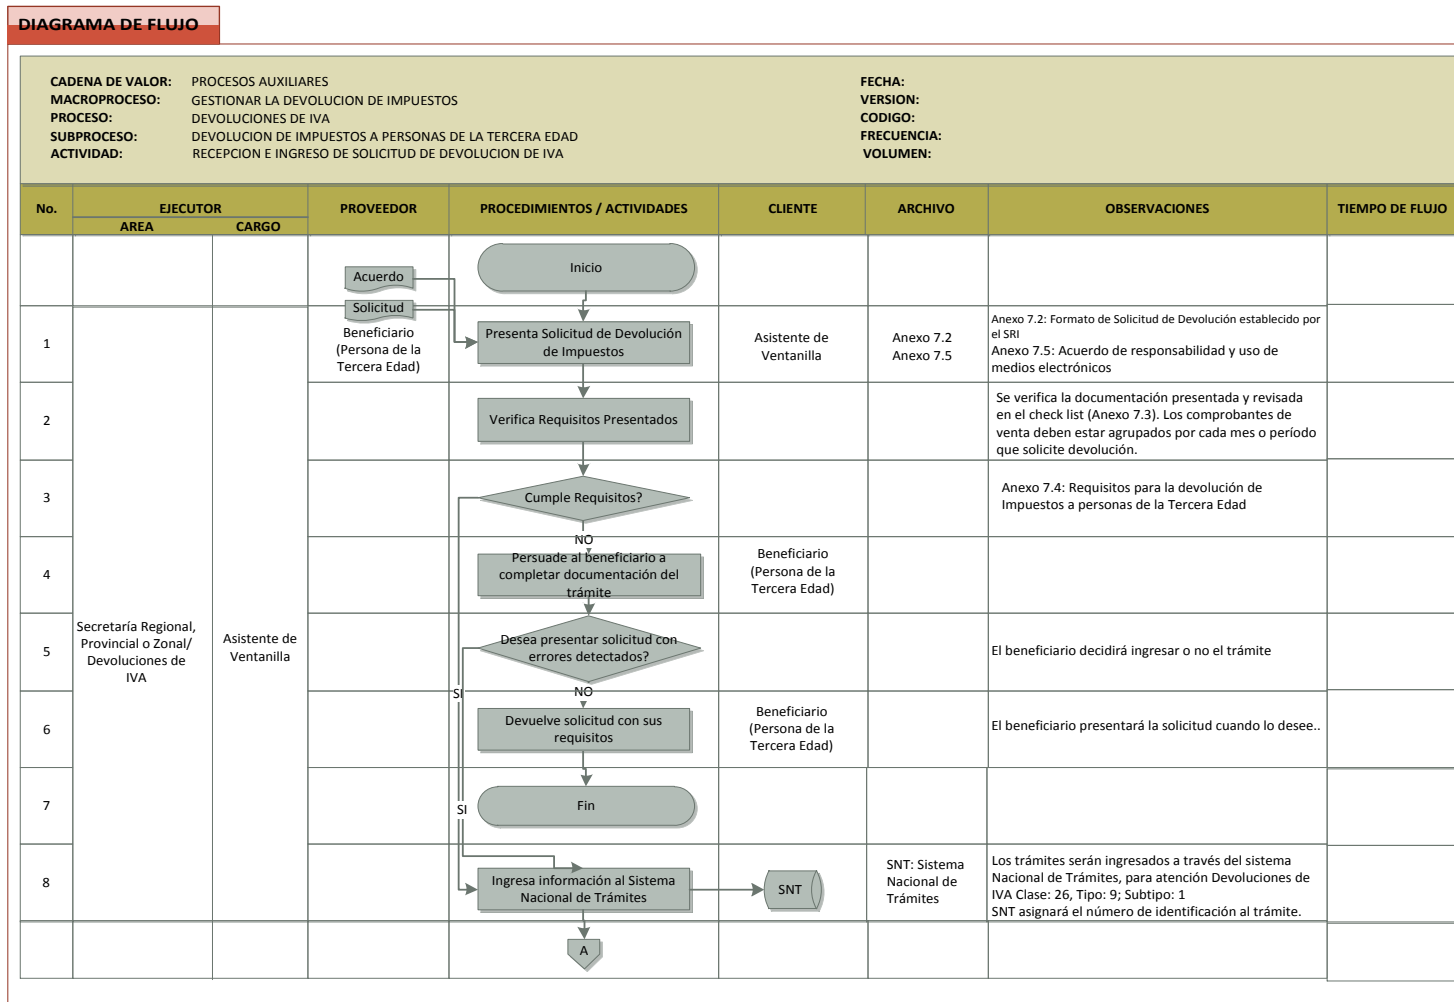 DIAGRAMA DE FLUJO
CADENA DE VALOR: PROCESOS AUXILIARES
MACROPROCESO: GESTIONAR LA DEVOLUCION DE IMPUESTOS
PROCESO: DEVOLUCIONES DE IVA
SUBPROCESO: DEVOLUCION DE IMPUESTOS A PERSONAS DE LA TERCERA EDAD
ACTIVIDAD: RECEPCION E INGRESO DE SOLICITUD DE DEVOLUCION DE IVA
FECHA:
VERSION:
CODIGO:
FRECUENCIA:
VOLUMEN:
No.
EJECUTOR
AREA
CARGO
PROVEEDOR
PROCEDIMIENTOS / ACTIVIDADES
CLIENTE
ARCHIVO
OBSERVACIONES
TIEMPO DE FLUJO
Inicio
Acuerdo
Solicitud
1
Beneficiario
(Persona de la
Tercera Edad)
Presenta Solicitud de Devolución
de Impuestos
Asistente de
Ventanilla
Anexo 7.2
Anexo 7.5
Anexo 7.2: Formato de Solicitud de Devolución establecido por
el SRI
Anexo 7.5: Acuerdo de responsabilidad y uso de
medios electrónicos
2
Verifica Requisitos Presentados
Se verifica la documentación presentada y revisada
en el check list (Anexo 7.3). Los comprobantes de
venta deben estar agrupados por cada mes o período
que solicite devolución.
3
Cumple Requisitos?
Anexo 7.4: Requisitos para la devolución de
Impuestos a personas de la Tercera Edad
NO
4
Persuade al beneficiario a
completar documentación del
trámite
Beneficiario
(Persona de la
Tercera Edad)
Secretaría Regional,
Provincial o Zonal/
Devoluciones de
IVA
Asistente de
Ventanilla
5
Desea presentar solicitud con
errores detectados?
El beneficiario decidirá ingresar o no el trámite
SI
NO
6
Devuelve solicitud con sus
requisitos
Beneficiario
(Persona de la
Tercera Edad)
El beneficiario presentará la solicitud cuando lo desee..
7
Fin
SI
8
Ingresa información al Sistema
Nacional de Trámites
SNT
SNT: Sistema
Nacional de
Trámites
Los trámites serán ingresados a través del sistema
Nacional de Trámites, para atención Devoluciones de
IVA Clase: 26, Tipo: 9; Subtipo: 1
SNT asignará el número de identificación al trámite.
A